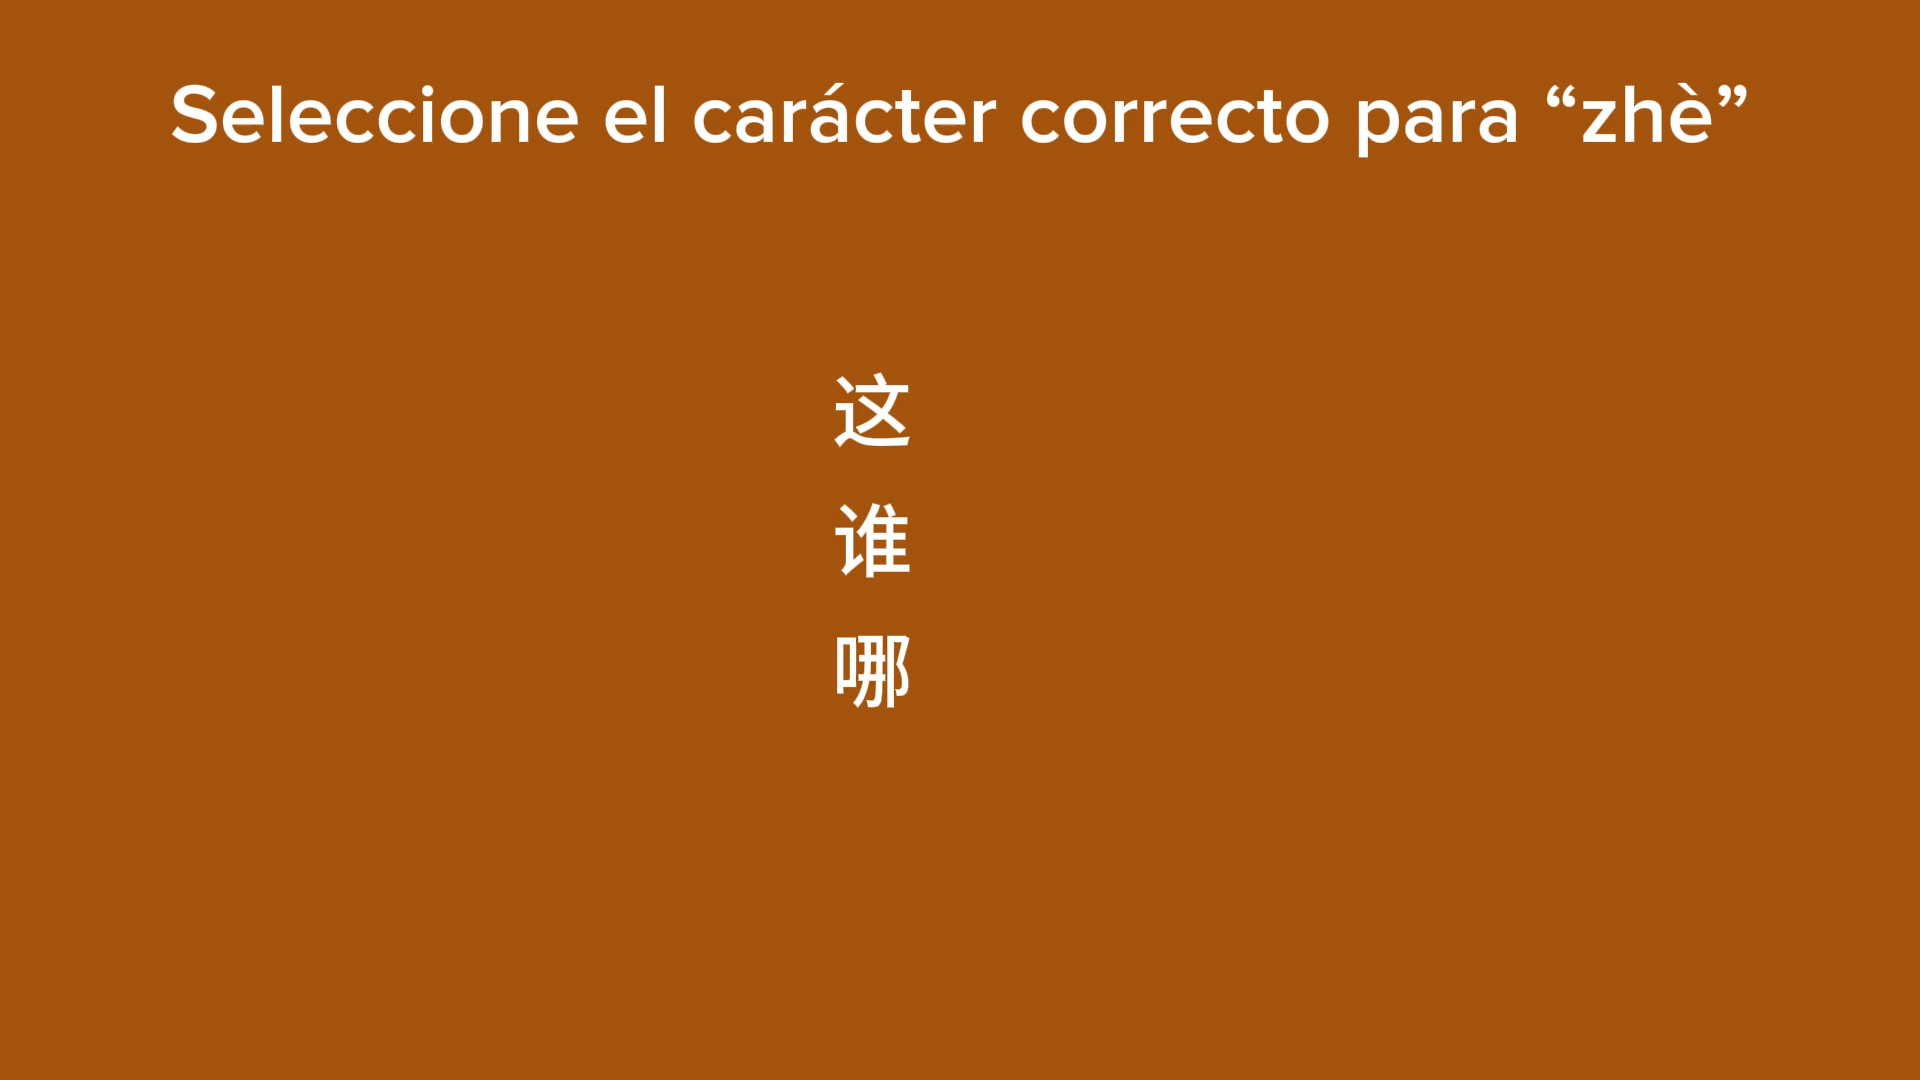 Seleccione el carácter correcto para “zhè”
这
谁
哪